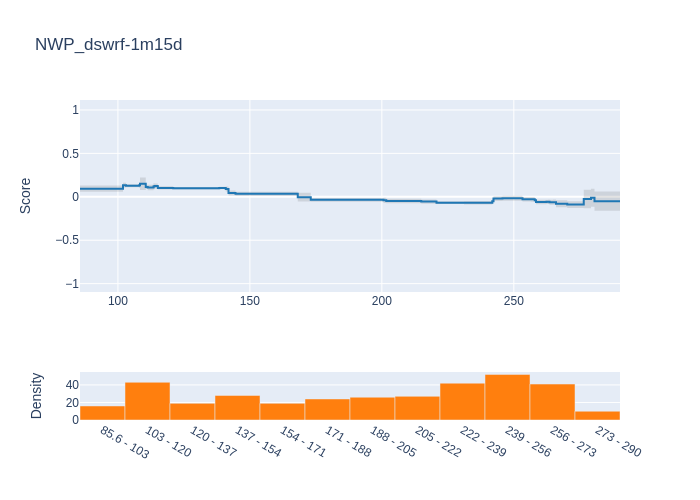 NWP_dswrf-1m15d
1
0.5
0
−0.5
−1
Score
100 150 200 250
40
20
0
Density
85.6 - 103
103 - 120
120 - 137
137 - 154
154 - 171
171 - 188
188 - 205
205 - 222
222 - 239
239 - 256
256 - 273
273 - 290